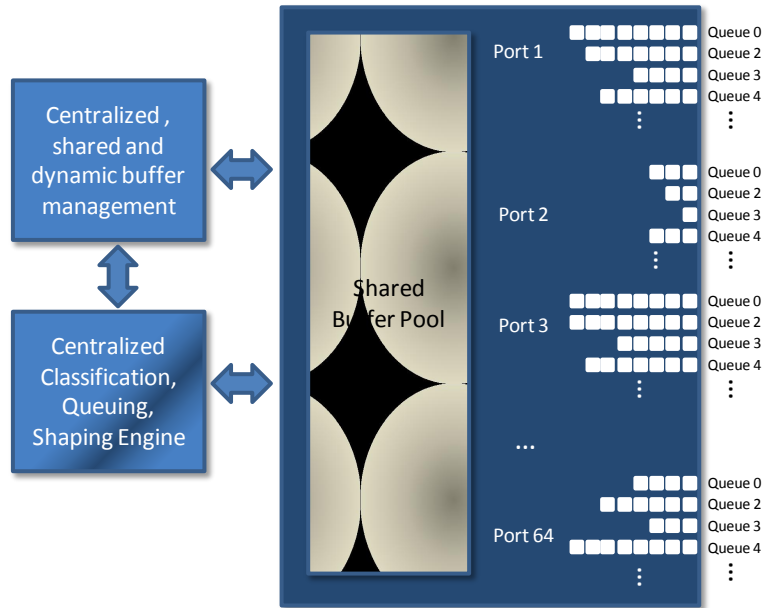 Centralized ,
shared and
dynamic buffer
management
Centralized
Classification,
Queuing,
Shaping Engine
Shared
Buffer Pool
Port 1
Queue 0
Queue 2
Queue 3
Queue 4
Port 2
Queue 0
Queue 2
Queue 3
Queue 4
Port 3
Queue 0
Queue 2
Queue 3
Queue 4
...
Port 64
Queue 0
Queue 2
Queue 3
Queue 4